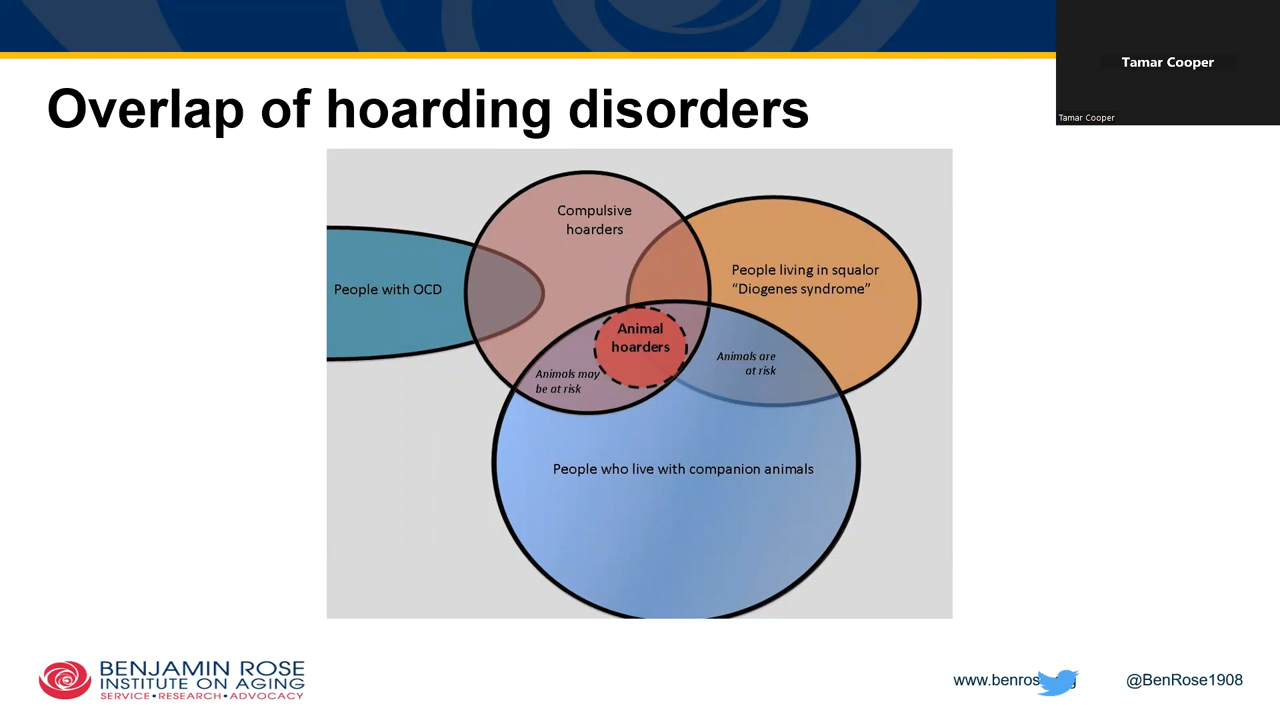 Tamar Cooper
Tamar Cooper
Overlap of hoarding disorders
Compulsive
hoarders
People with OCD
People living in squalor
“Diogenes syndrome”
Animal
hoarders
Animals may
be at risk
Animals are
at risk
People who live with companion animals
BENJAMIN ROSE
INSTITUTE ON AGING
SERVICE•RESEARCH•ADVOCACY
@BenRose1908